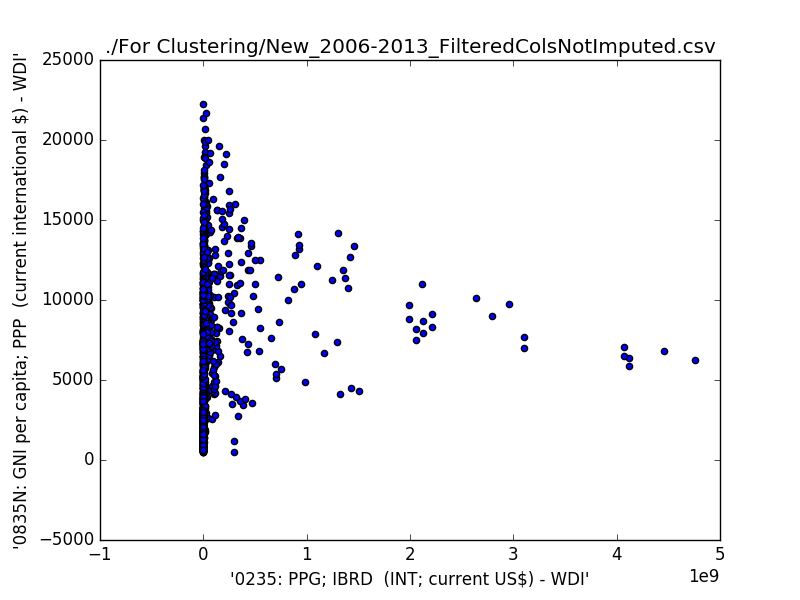 ./For Clustering/New_2006-2013_FilteredColsNotImputed.csv
'0835N: GNI per capita; PPP  (current international $) - WDI'
25000
20000
15000
10000
5000
0
−5000
−1 0 1 2 3 4 5
1e9
'0235: PPG; IBRD  (INT; current US$) - WDI'